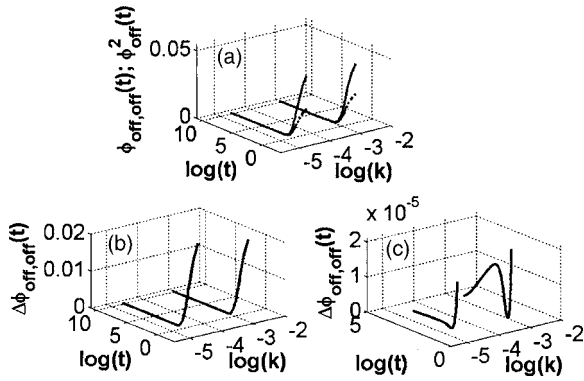 0.05
(a)
0
ϕoff,off(t); ϕ²off(t)
10
5
0
log(t)
-5
-4
-3
-2
log(k)
0.02
(b)
0.01
0
Δϕoff,off(t)
10
5
0
log(t)
-5
-4
-3
-2
log(k)
x 10⁻⁵
2
(c)
1
0
Δϕoff,off(t)
5
0
log(t)
-5
-4
-3
-2
log(k)